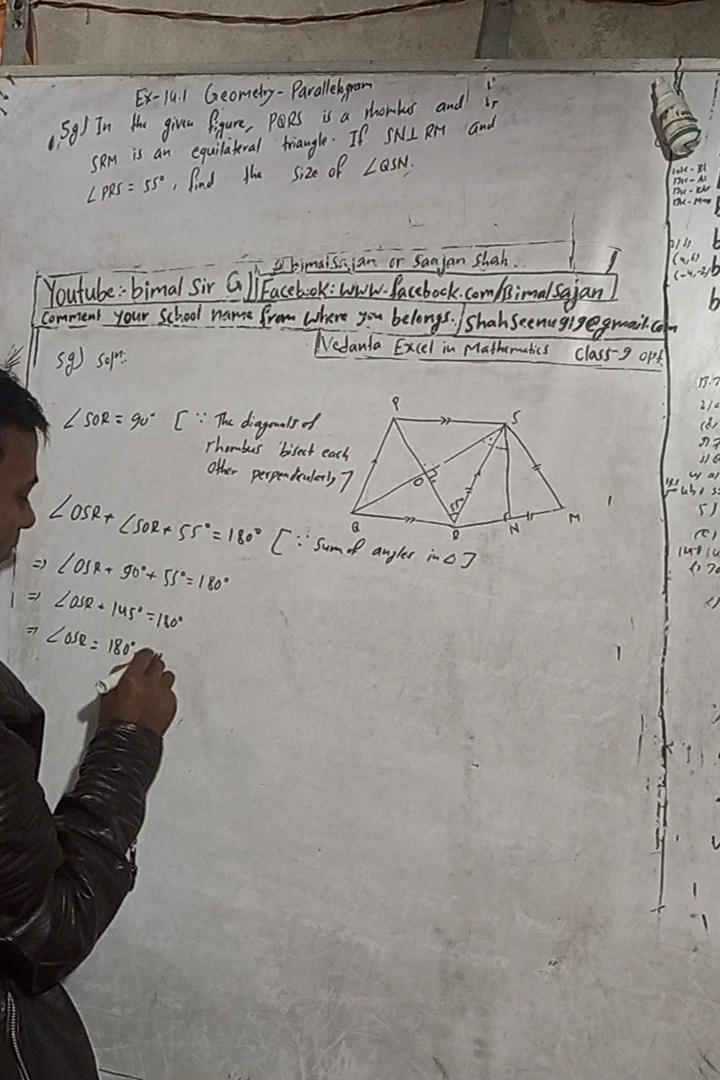 Ex-14.1 Geometry-Parallelogram
5g) In the given figure, PQRS is a rhombus and
SRM is an equilateral triangle. If SN⊥RM and
∠PRS = 55°, find the size of ∠QSN.
bimalsajan or Saajan Shah.
Youtube:- bimal Sir G
Facebook: www.facebook.com/BimalSajan
Comment your School name from where you belongs. / Shahseenu919@gmail.com
Vedanta Excel in Mathematics Class-9 opt
5g) Solⁿ:
∠SOR = 90° [∵ The diagonals of
rhombus bisect each
other perpendicularly]
P
S
O
55°
Q
R
N
M
∠OSR + ∠SOR + 55° = 180° [∵ Sum of angles in Δ]
⇒ ∠OSR + 90° + 55° = 180°
⇒ ∠OSR + 145° = 180°
⇒ ∠OSR = 180°